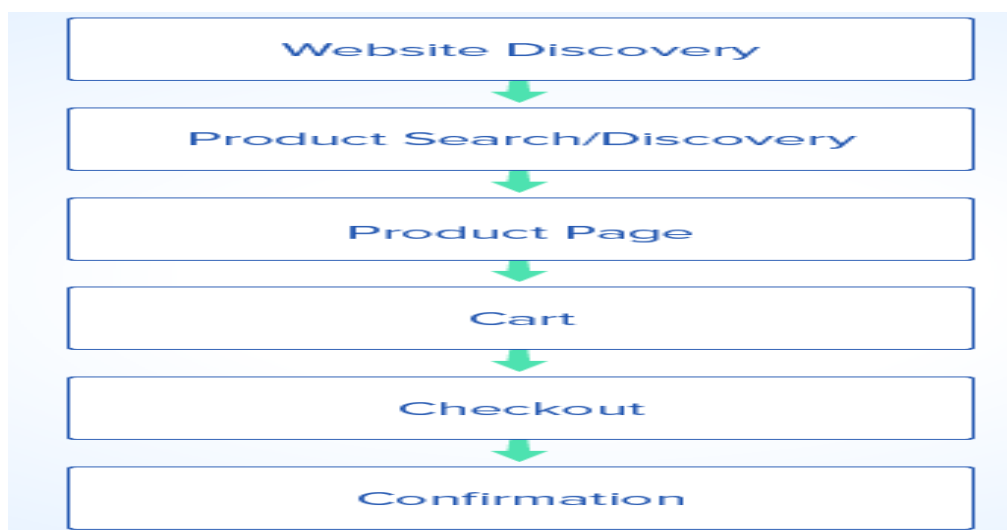 Website Discovery
Product Search/Discovery
Product Page
Cart
Checkout
Confirmation